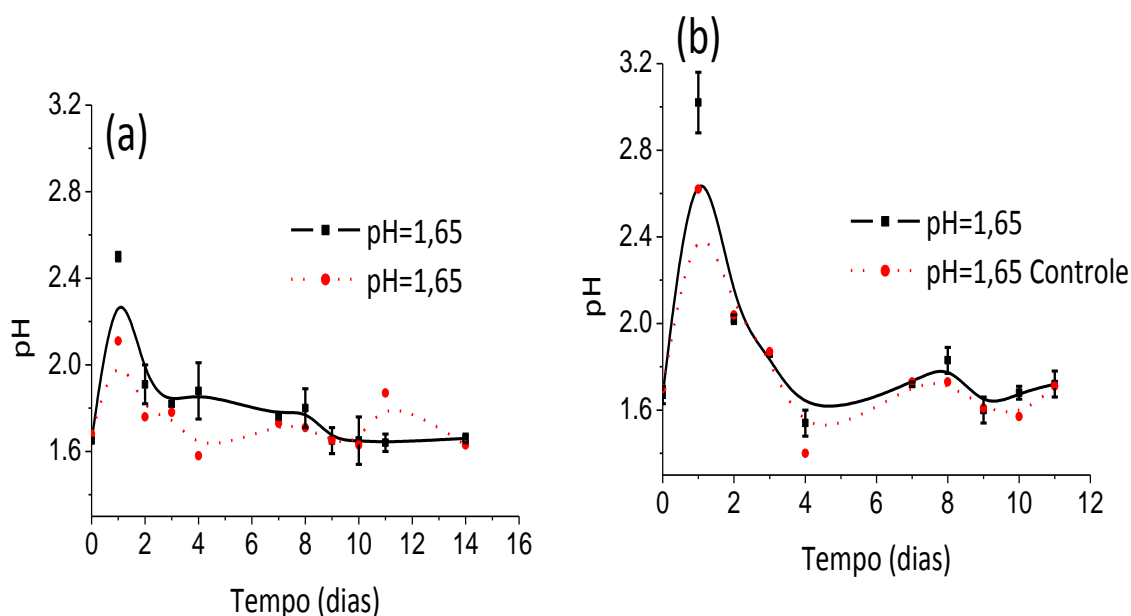 (a)
pH
3.2
2.8
2.4
2.0
1.6
pH=1,65
pH=1,65
0 2 4 6 8 10 12 14 16
Tempo (dias)
(b)
pH
3.2
2.8
2.4
2.0
1.6
pH=1,65
pH=1,65 Controle
0 2 4 6 8 10 12
Tempo (dias)